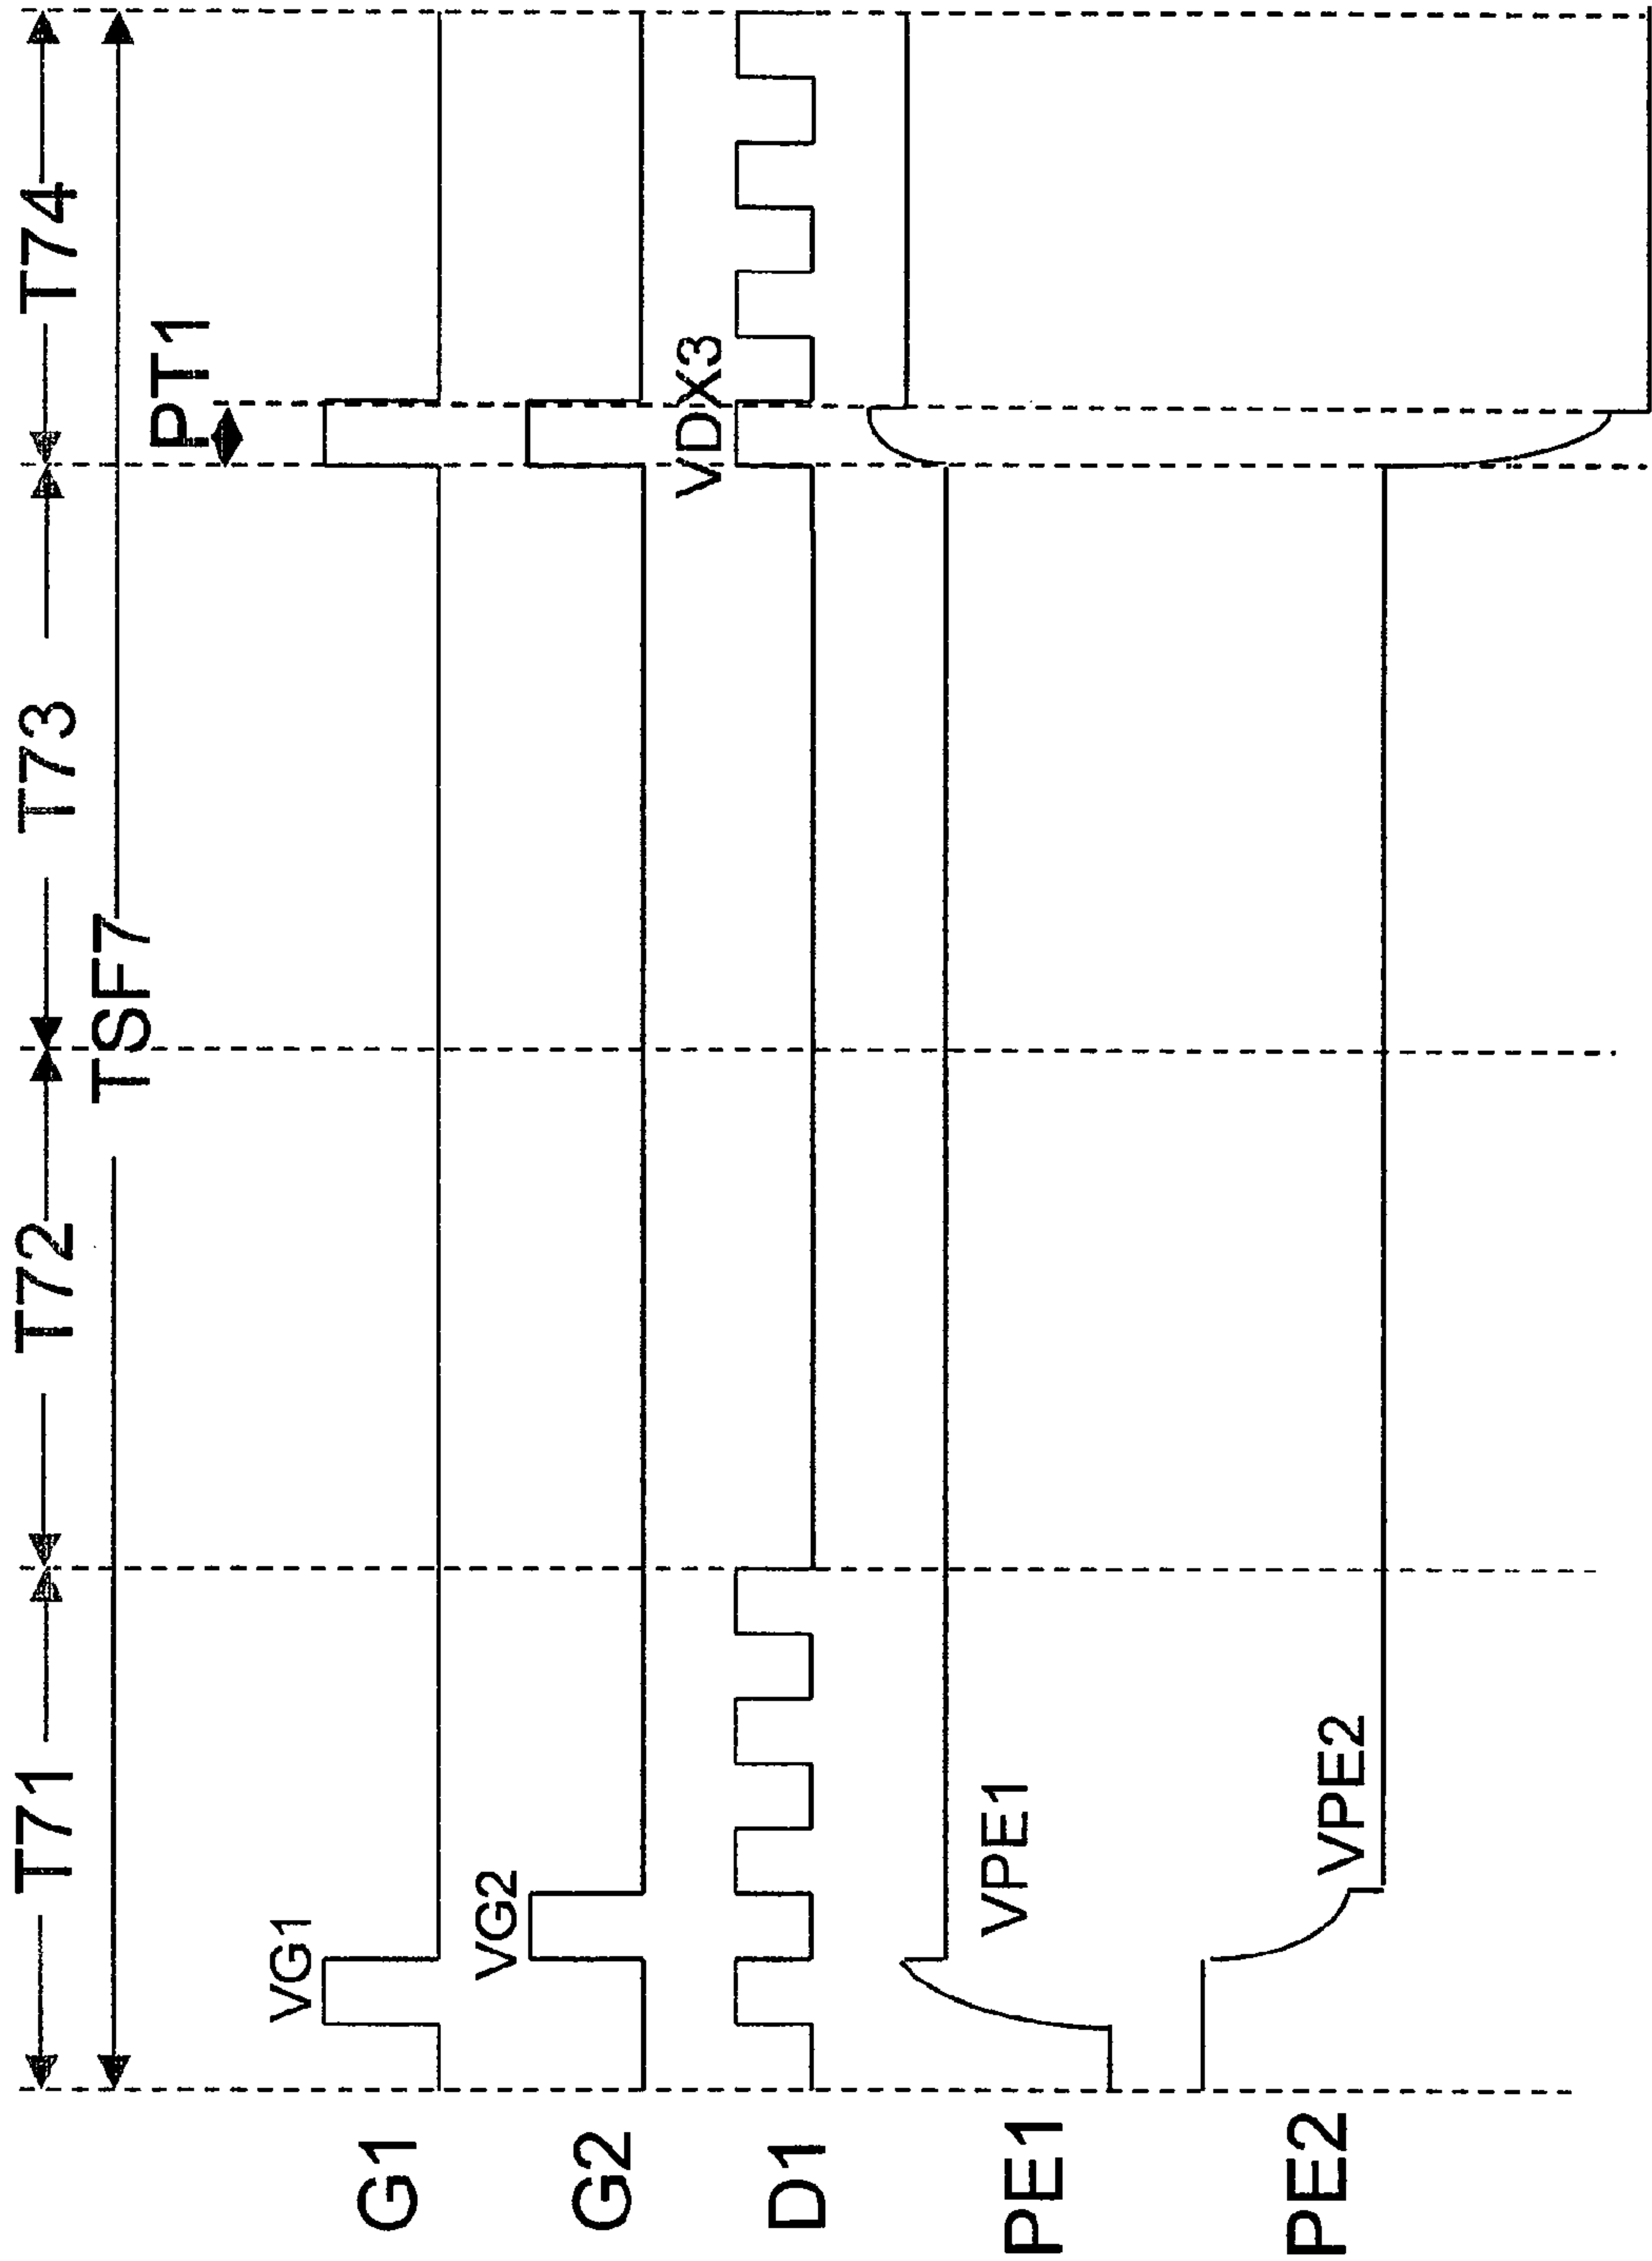 T71 T72 T73 T74
TSF7
PT1
G1
VG1
G2
VG2
D1
VDX3
PE1
VPE1
PE2
VPE2